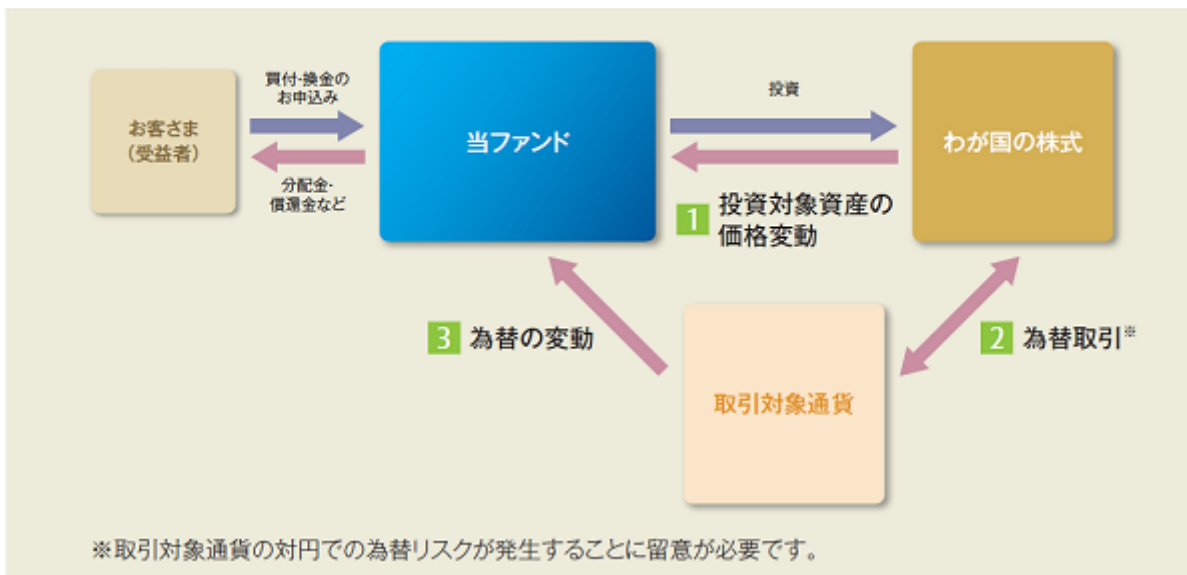 買付・換金の
お申込み
投資
お客さま
（受益者）
当ファンド
わが国の株式
分配金・
償還金など
1 投資対象資産の
価格変動
3 為替の変動
2 為替取引※
取引対象通貨
※取引対象通貨の対円での為替リスクが発生することに留意が必要です。